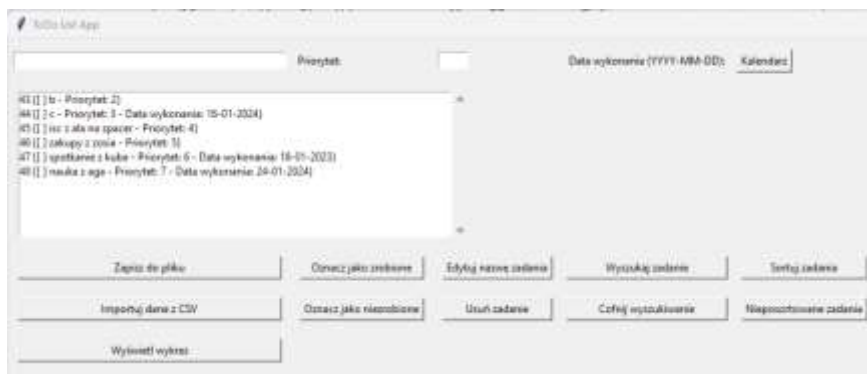 ToDo List App
Priorytet: Data wykonania (YYYY-MM-DD): Kalendarz
43 ([ ] b - Priorytet: 2)
44 ([ ] c - Priorytet: 3 - Data wykonania: 16-01-2024)
45 ([ ] isc z ala na spacer - Priorytet: 4)
46 ([ ] zakupy z zosia - Priorytet: 5)
47 ([ ] spotkanie z kuba - Priorytet: 6 - Data wykonania: 18-01-2023)
48 ([ ] nauka z aga - Priorytet: 7 - Data wykonania: 24-01-2024)
Zapisz do pliku Oznacz jako zrobione Edytuj nazwę zadania Wyszukaj zadanie Sortuj zadania
Importuj dane z CSV Oznacz jako niezrobione Usuń zadanie Cofnij wyszukiwanie Nieposortowane zadania
Wyświetl wykres